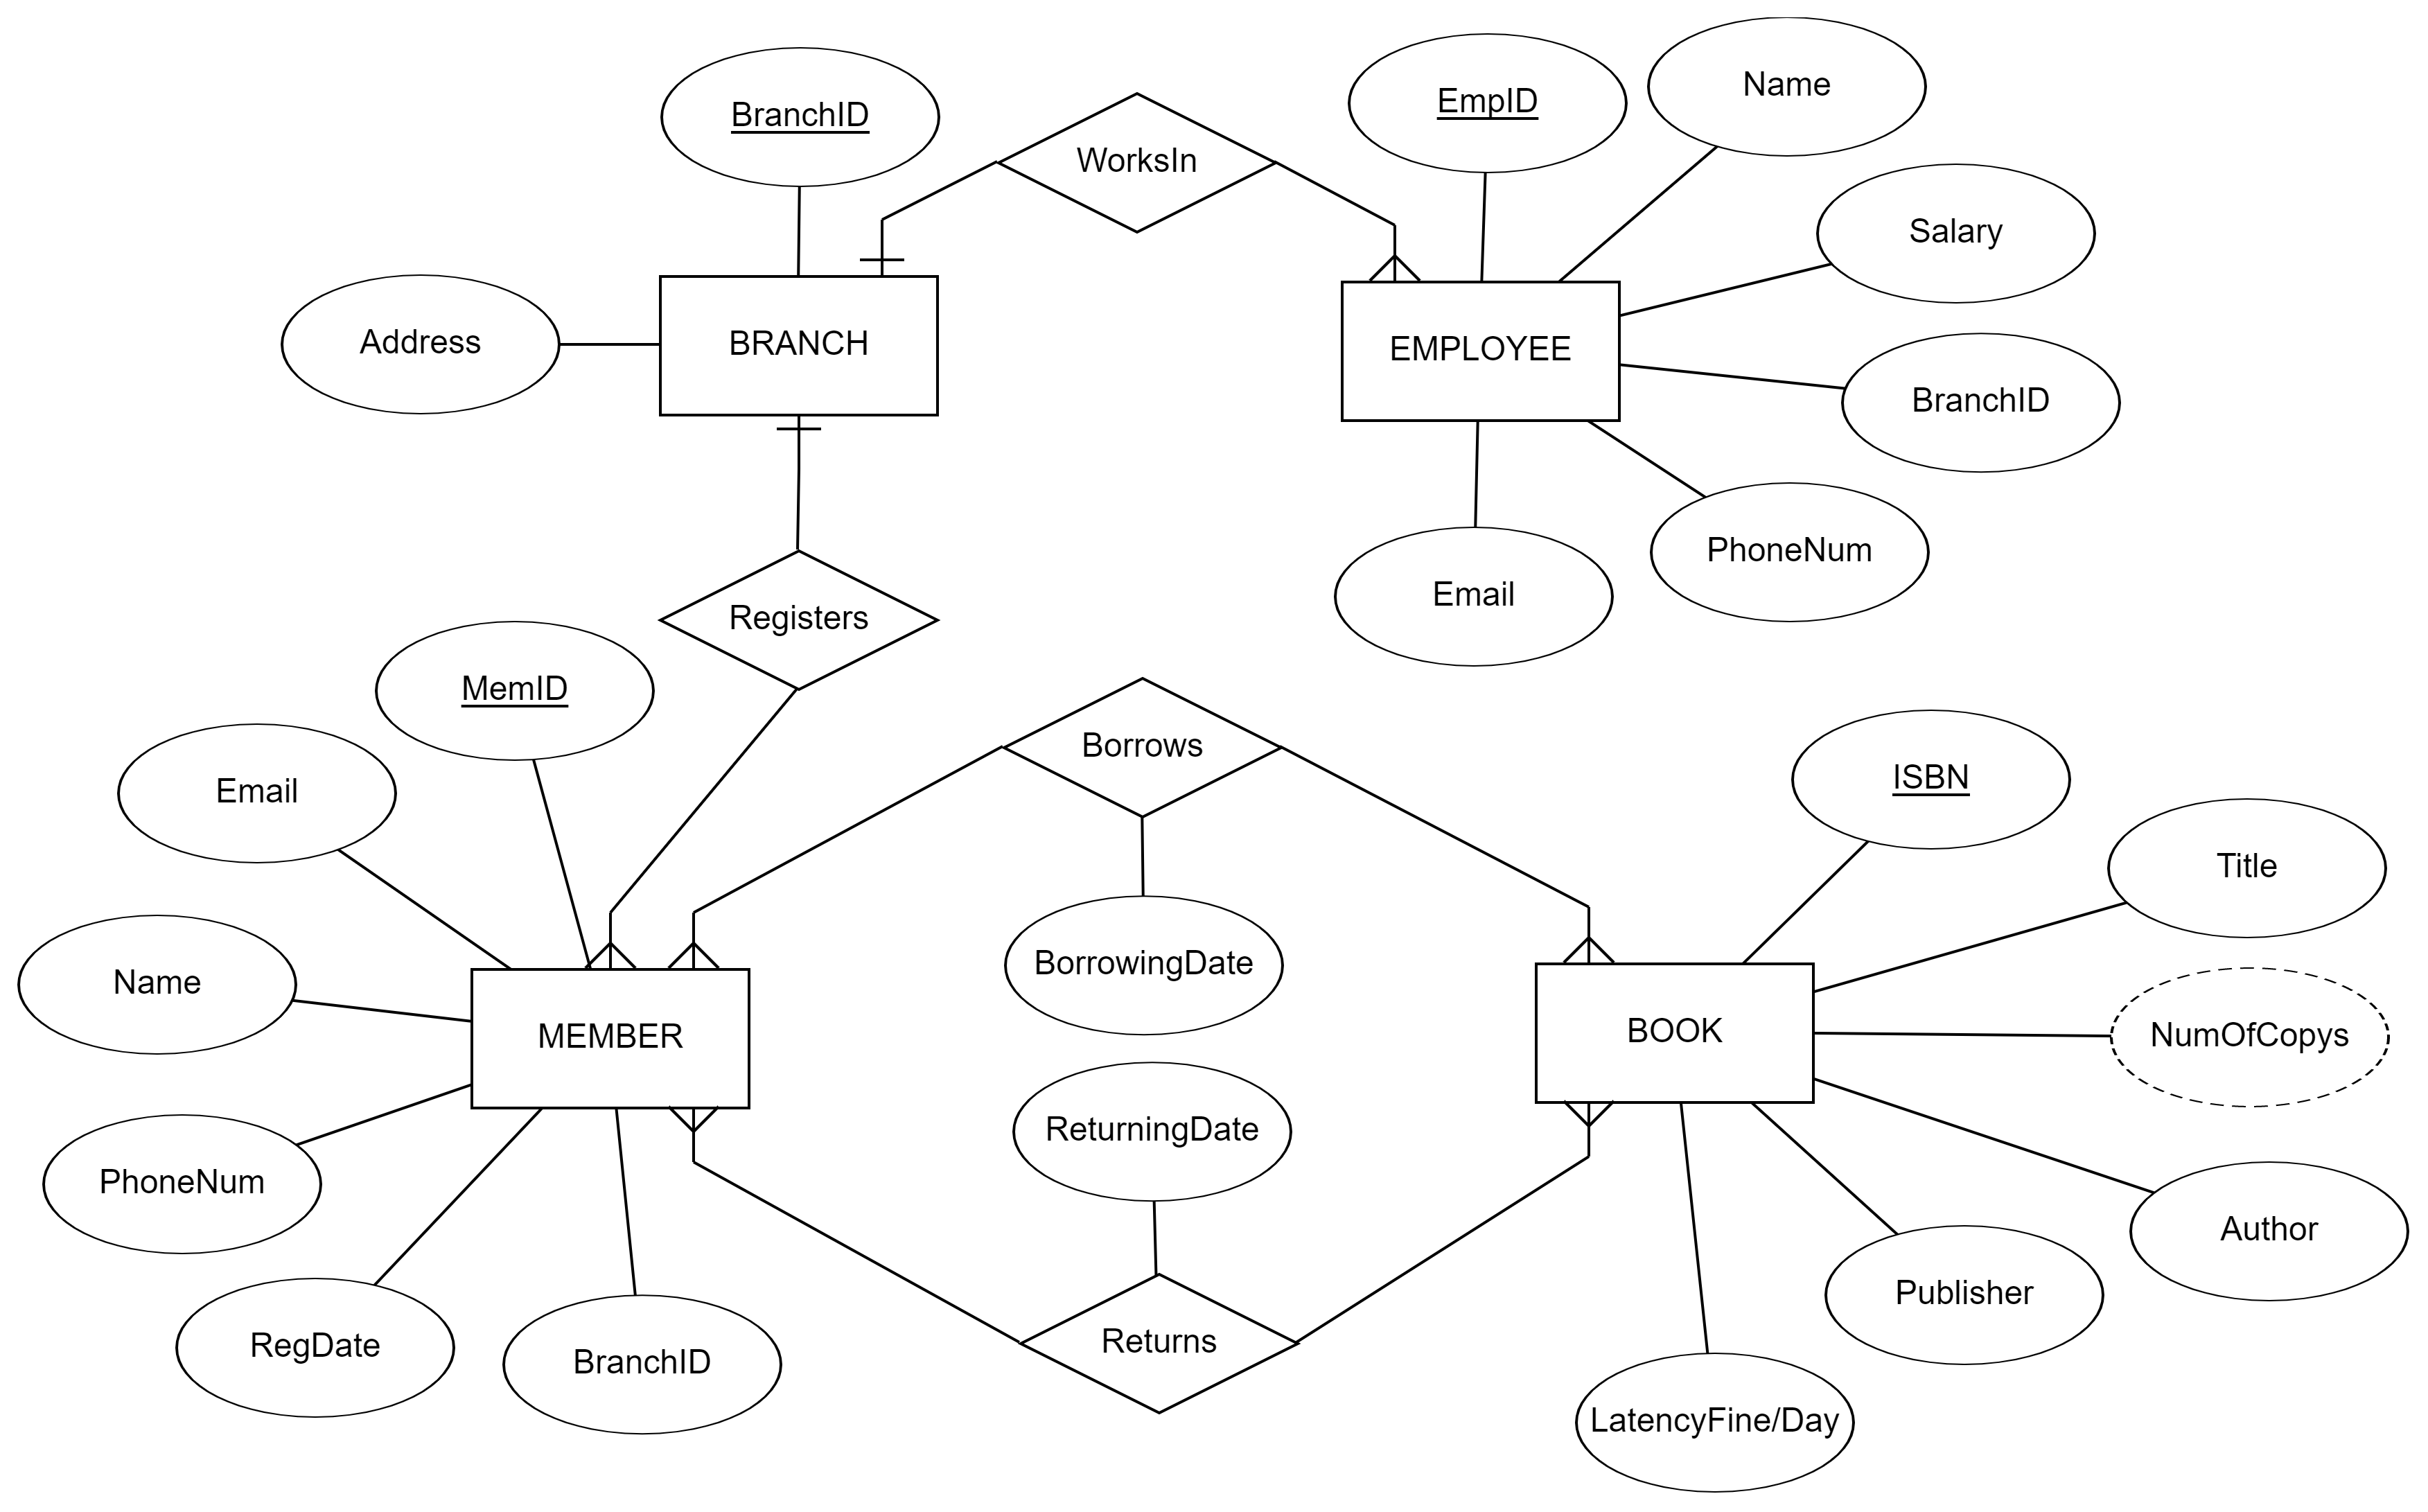 BranchID
EmpID
Name
WorksIn
Salary
Address
BRANCH
EMPLOYEE
BranchID
PhoneNum
Email
Registers
MemID
Borrows
ISBN
Email
Title
BorrowingDate
Name
MEMBER
BOOK
NumOfCopys
ReturningDate
PhoneNum
Author
Publisher
RegDate
BranchID
Returns
LatencyFine/Day